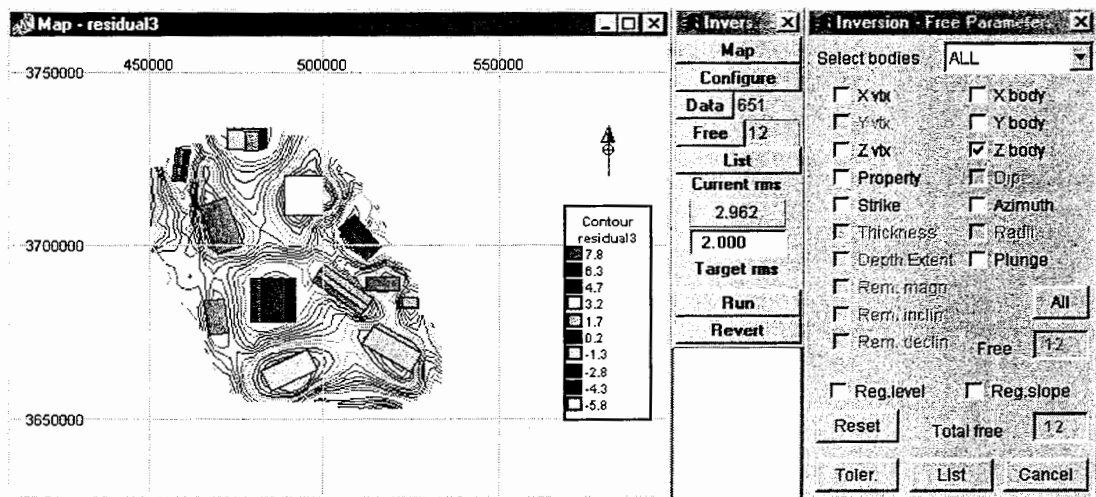 Map - residual3
450000 500000 550000
3750000
3700000
3650000
Contour
residual3
7.8
6.3
4.7
3.2
1.7
0.2
-1.3
-2.8
-4.3
-5.8
Invers.
Map
Configure
Data 651
Free 12
List
Current rms
2.962
2.000
Target rms
Run
Revert
Inversion - Free Parameter
Select bodies ALL
X vtx X body
Y vtx Y body
Z vtx Z body
Property Dip
Strike Azimuth
Thickness Radii
Depth Extent Plunge
Rem. magn
Rem. inclin All
Rem. declin Free 12
Reg.level Reg.slope
Reset Total free 12
Toler. List Cancel